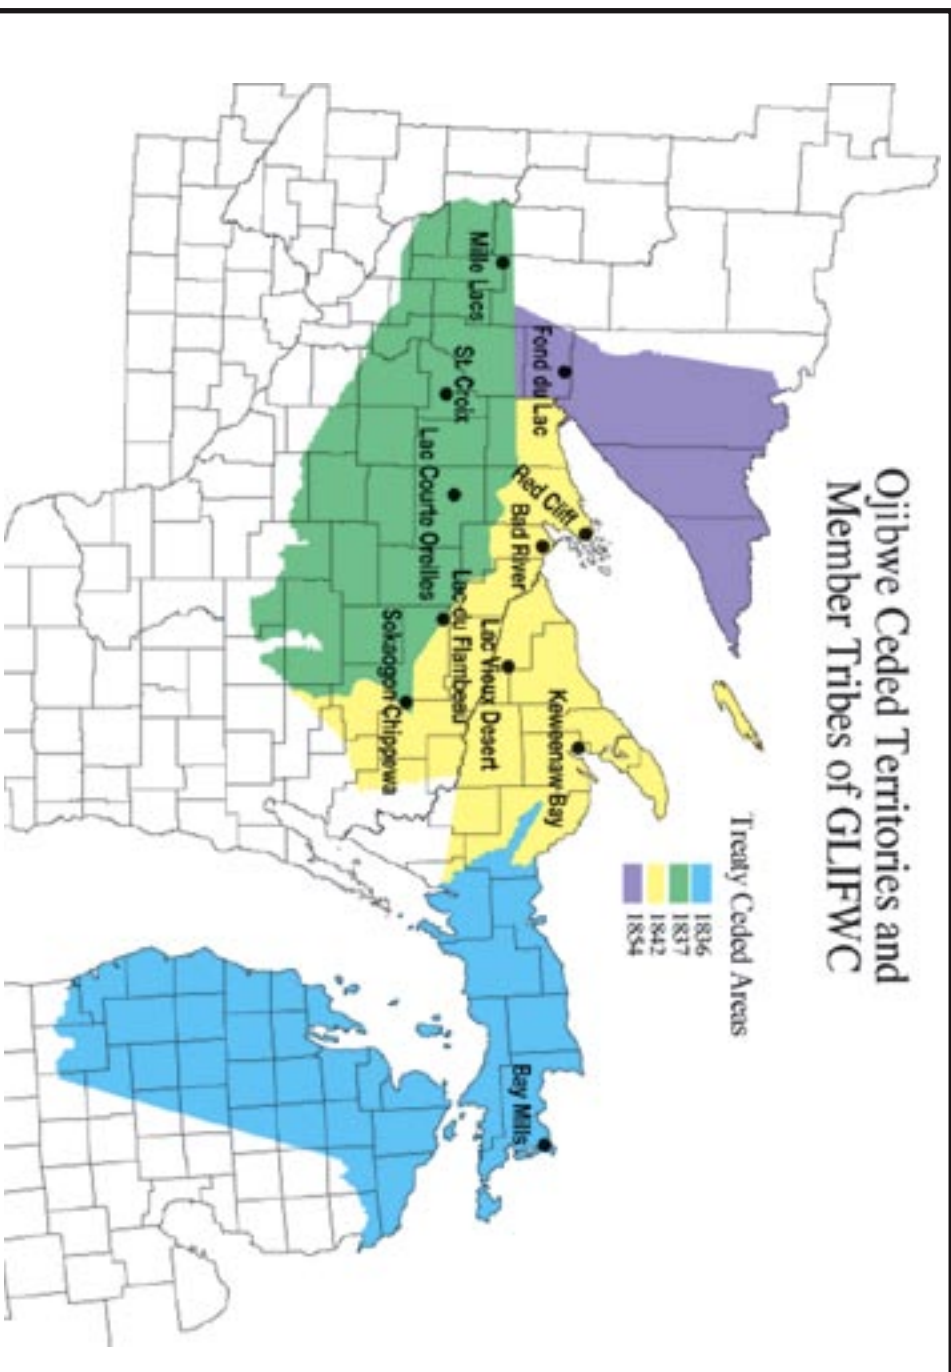 Ojibwe Ceded Territories and
Member Tribes of GLIFWC
Treaty Ceded Areas
1836
1837
1842
1854
Mille Lacs
Fond du Lac
St. Croix
Lac Courte Oreilles
Red Cliff
Bad River
Lac du Flambeau
Sokaogon Chippewa
Lac Vieux Desert
Keweenaw Bay
Bay Mills